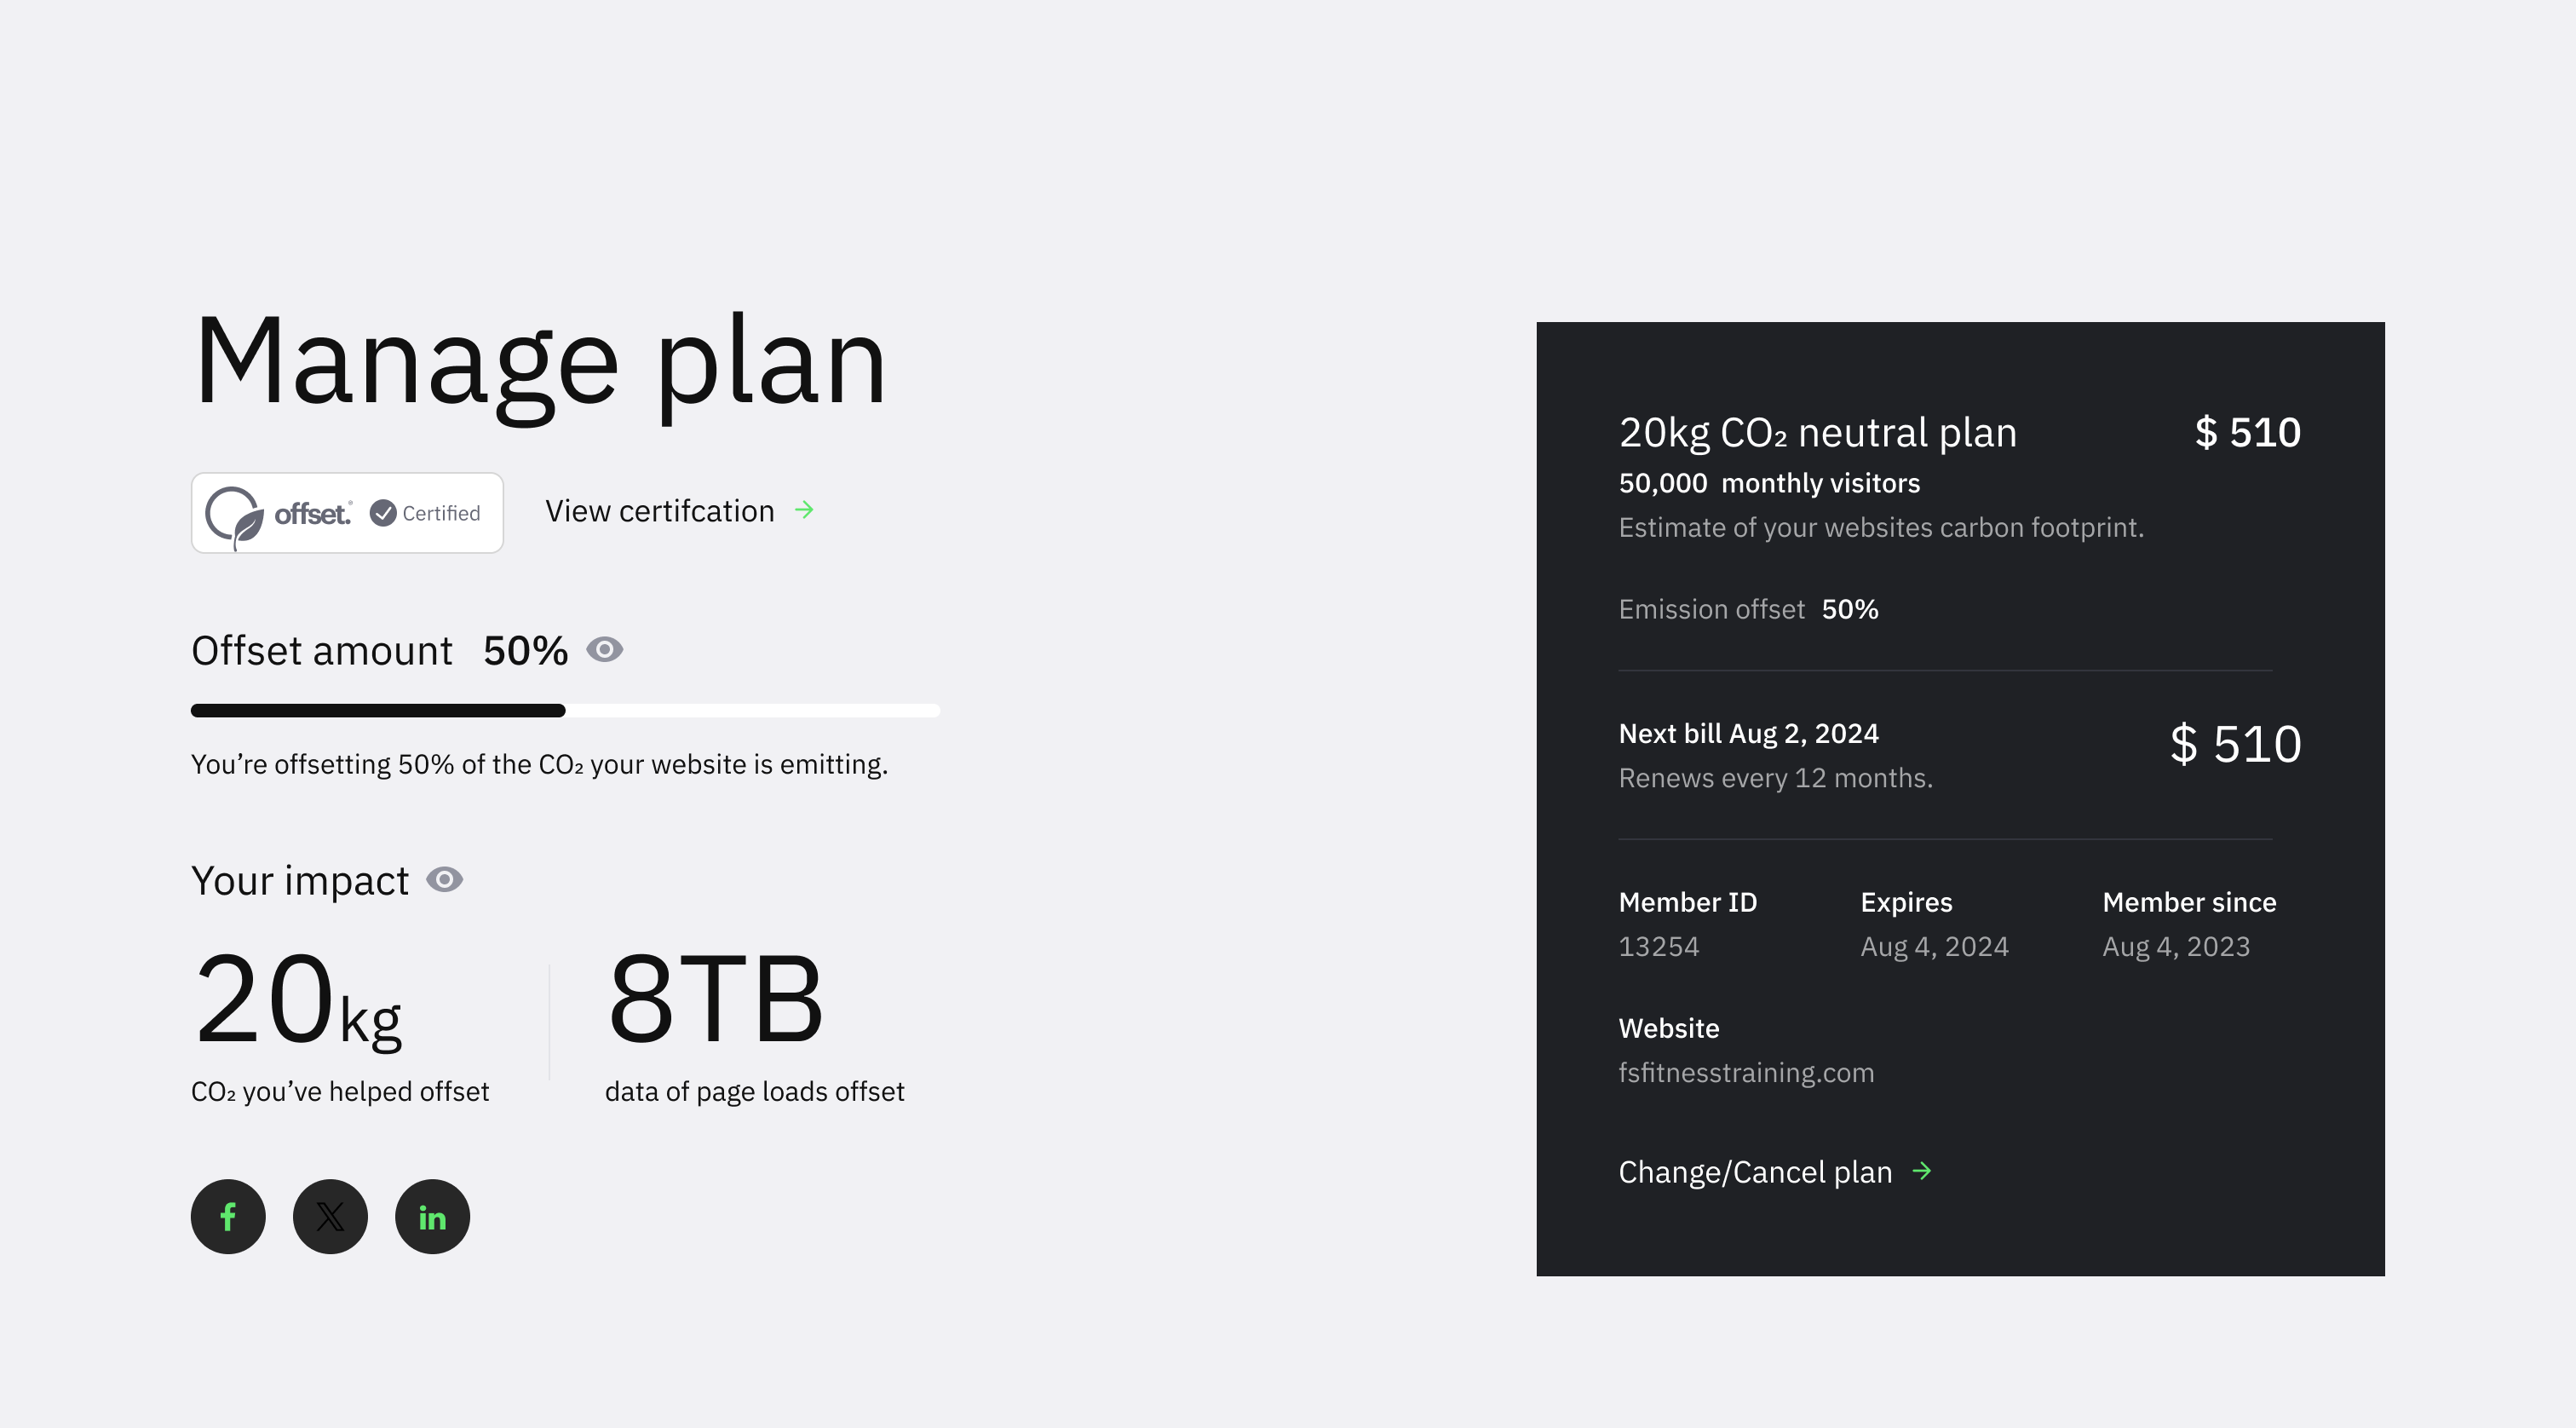 Manage plan
offset. Certified
View certifcation
Offset amount 50%
You’re offsetting 50% of the CO₂ your website is emitting.
Your impact
20kg
CO₂ you’ve helped offset
8TB
data of page loads offset
20kg CO₂ neutral plan $ 510
50,000 monthly visitors
Estimate of your websites carbon footprint.
Emission offset 50%
Next bill Aug 2, 2024 $ 510
Renews every 12 months.
Member ID Expires Member since
13254 Aug 4, 2024 Aug 4, 2023
Website
fsfitnesstraining.com
Change/Cancel plan